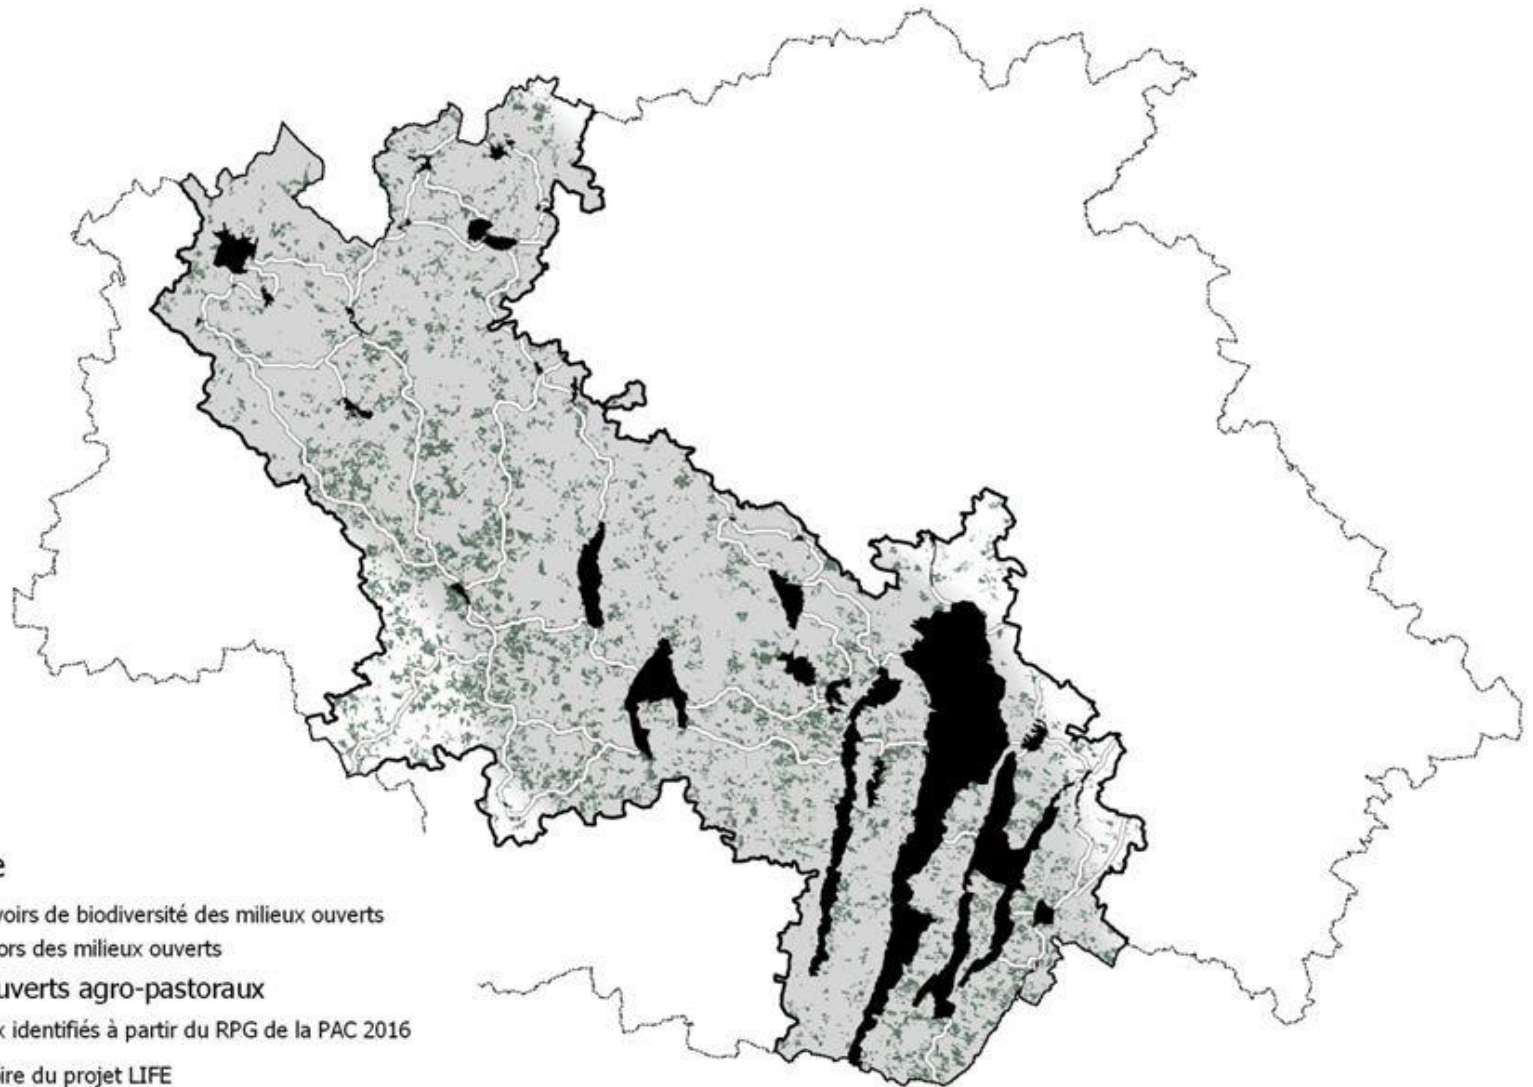 e
voirs de biodiversité des milieux ouverts
ors des milieux ouverts
uverts agro-pastoraux
x identifiés à partir du RPG de la PAC 2016
ire du projet LIFE